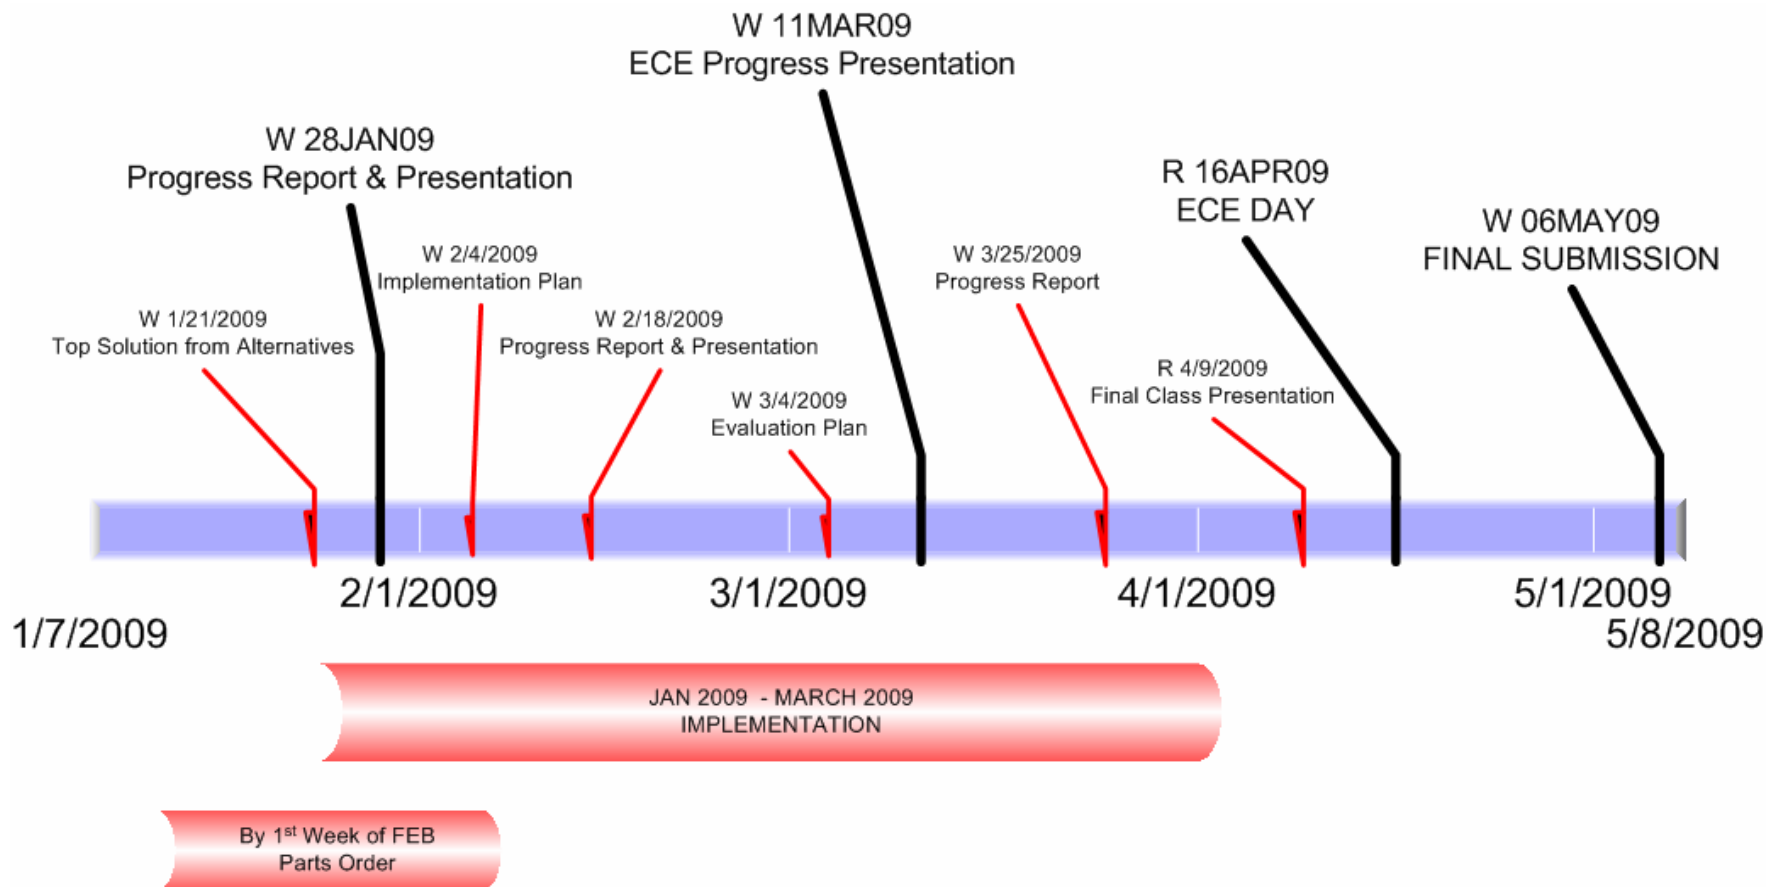 W 11MAR09
ECE Progress Presentation
W 28JAN09
Progress Report & Presentation
R 16APR09
ECE DAY
W 06MAY09
FINAL SUBMISSION
W 2/4/2009
Implementation Plan
W 3/25/2009
Progress Report
W 1/21/2009
Top Solution from Alternatives
W 2/18/2009
Progress Report & Presentation
R 4/9/2009
Final Class Presentation
W 3/4/2009
Evaluation Plan
2/1/2009
3/1/2009
4/1/2009
5/1/2009
1/7/2009
5/8/2009
JAN 2009 - MARCH 2009
IMPLEMENTATION
By 1st Week of FEB
Parts Order